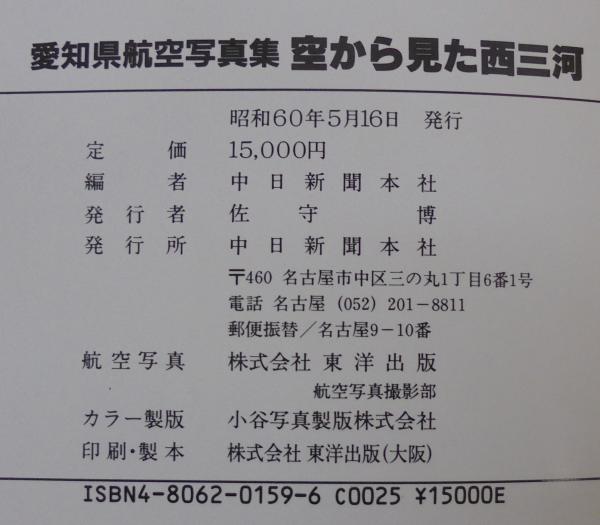 愛知県航空写真集 空から見た西三河
昭和60年5月16日 発行
定価 15,000円
編者 中日新聞本社
発行者 佐守博
発行所 中日新聞本社
〒460 名古屋市中区三の丸1丁目6番1号
電話 名古屋 (052) 201-8811
郵便振替/名古屋9-10番
航空写真 株式会社 東洋出版
航空写真撮影部
カラー製版 小谷写真製版株式会社
印刷・製本 株式会社 東洋出版(大阪)
ISBN4-8062-0159-6 C0025 ¥15000E